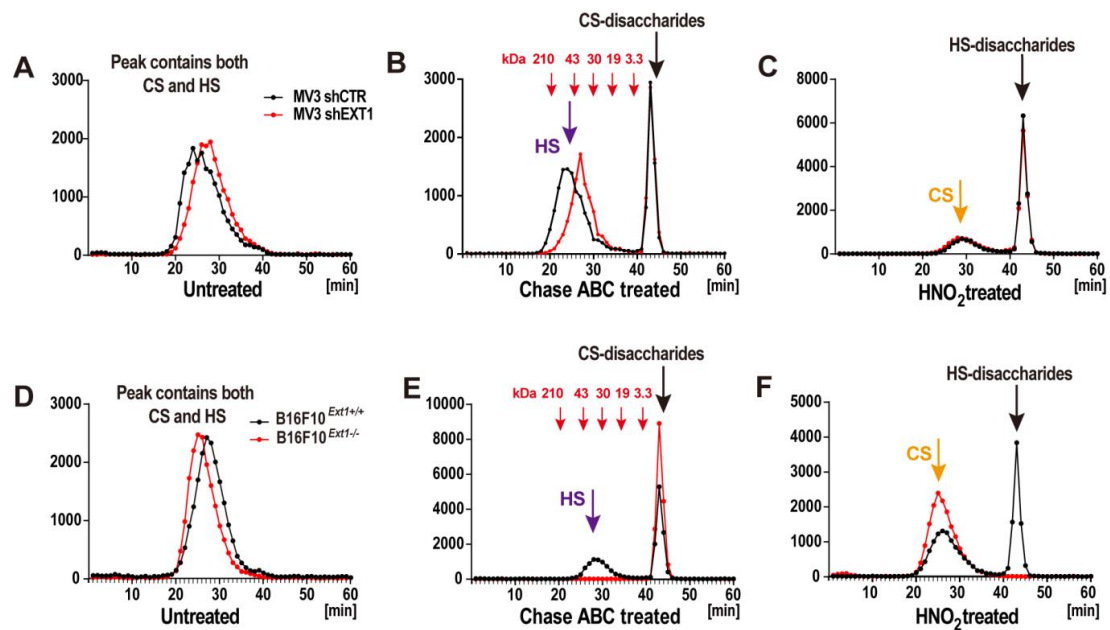 A
Peak contains both
CS and HS
MV3 shCTR
MV3 shEXT1
3000
2000
1000
0
10 20 30 40 50 60
Untreated [min]
B
CS-disaccharides
kDa 210 43 30 19 3.3
HS
3000
2000
1000
0
10 20 30 40 50 60
Chase ABC treated [min]
C
HS-disaccharides
CS
8000
6000
4000
2000
0
10 20 30 40 50 60
HNO2treated [min]
D
Peak contains both
CS and HS
B16F10 Ext1+/+
B16F10 Ext1-/-
3000
2000
1000
0
10 20 30 40 50 60
Untreated [min]
E
CS-disaccharides
kDa 210 43 30 19 3.3
HS
10000
8000
6000
4000
2000
0
10 20 30 40 50 60
Chase ABC treated [min]
F
HS-disaccharides
CS
5000
4000
3000
2000
1000
0
10 20 30 40 50 60
HNO2treated [min]